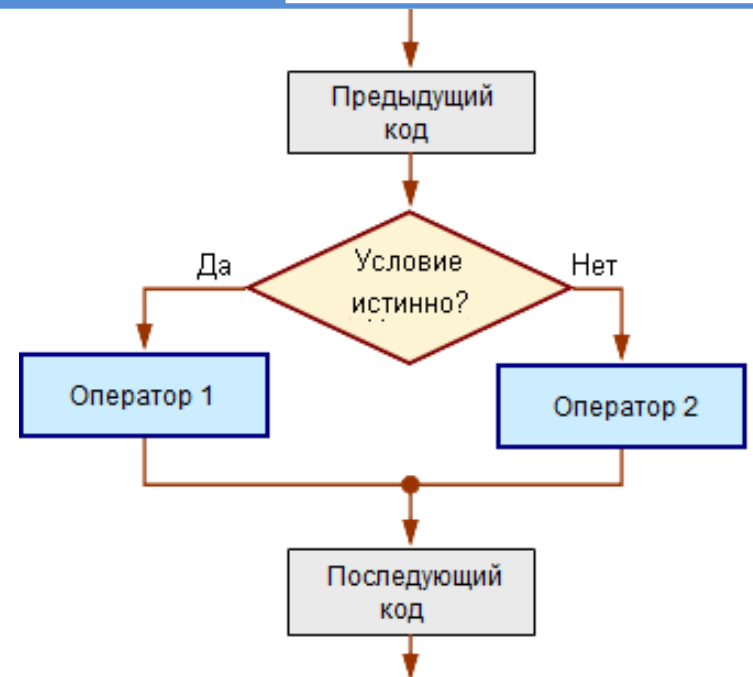 Предыдущий
код
Условие
истинно?
Да
Нет
Оператор 1
Оператор 2
Последующий
код